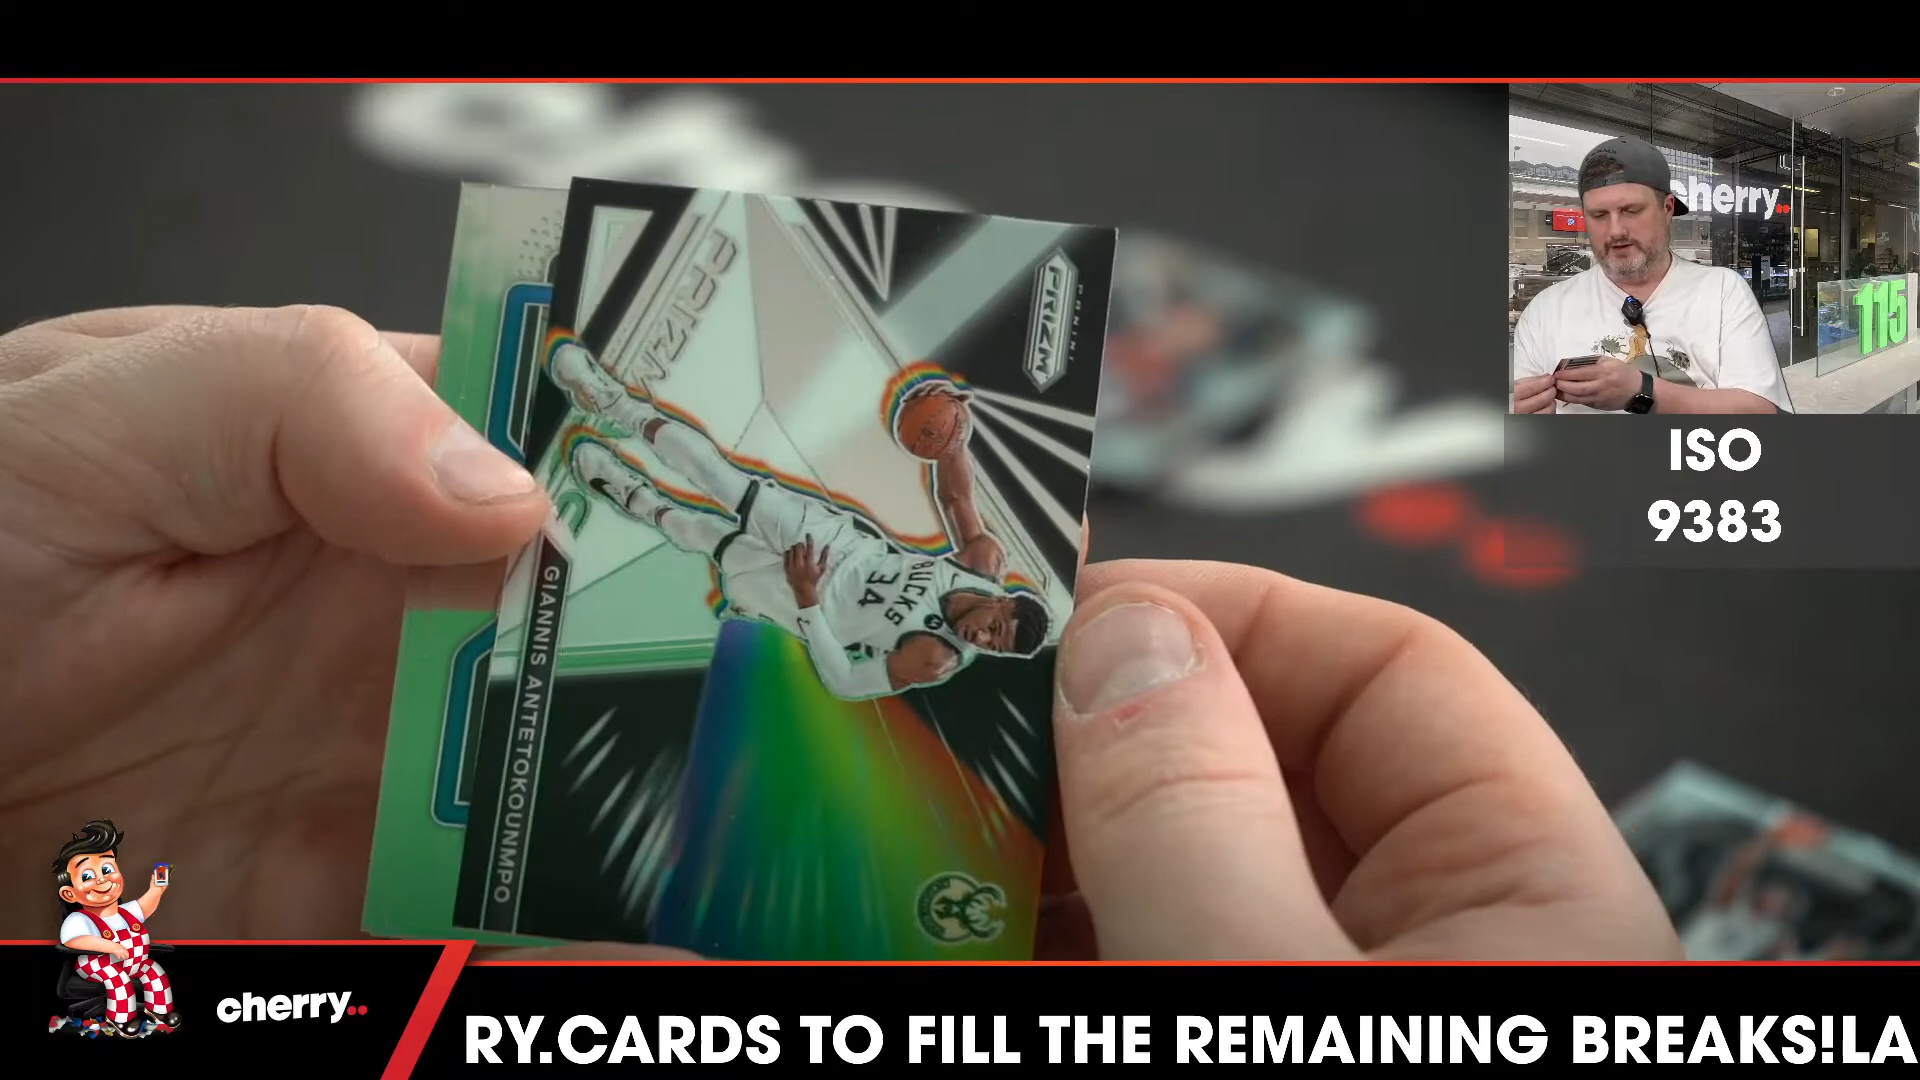 PRIZM
PANINI
PRIZM
BUCKS
34
GIANNIS ANTETOKOUNMPO
cherry..
115
ISO
9383
cherry..
RY.CARDS TO FILL THE REMAINING BREAKS!LA